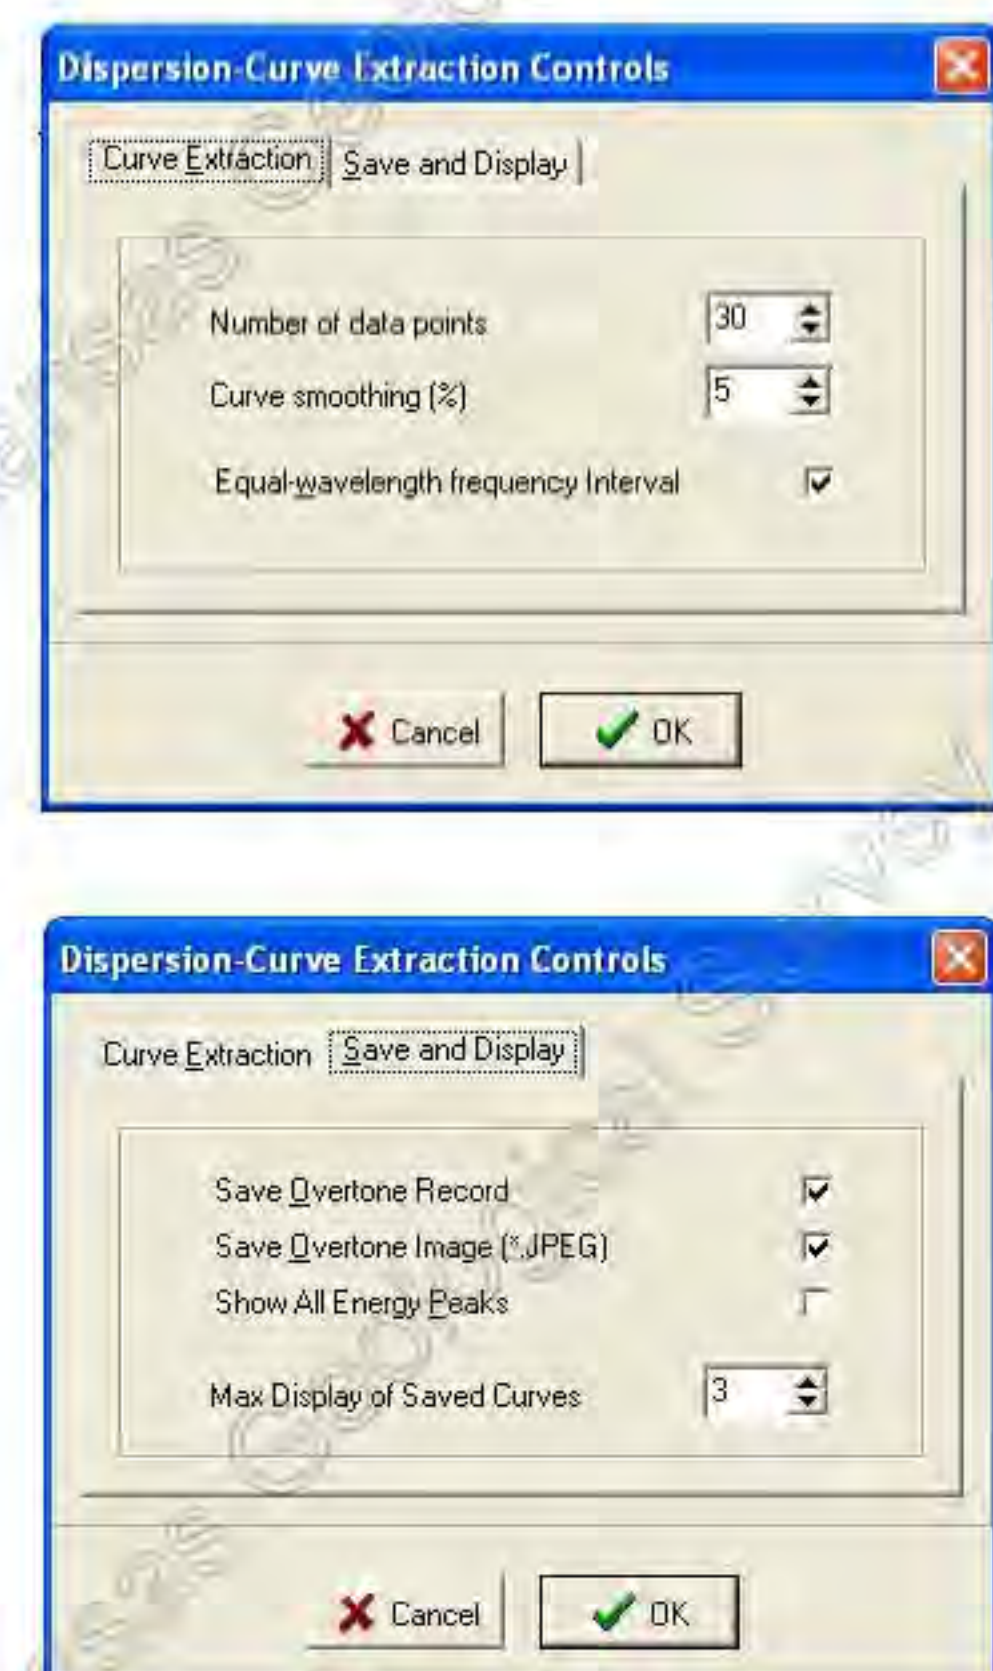 Dispersion-Curve Extraction Controls
Curve Extraction Save and Display
Number of data points 30
Curve smoothing (%) 5
Equal-wavelength frequency Interval
Cancel OK
Dispersion-Curve Extraction Controls
Curve Extraction Save and Display
Save Overtone Record
Save Overtone Image (*.JPEG)
Show All Energy Peaks
Max Display of Saved Curves 3
Cancel OK